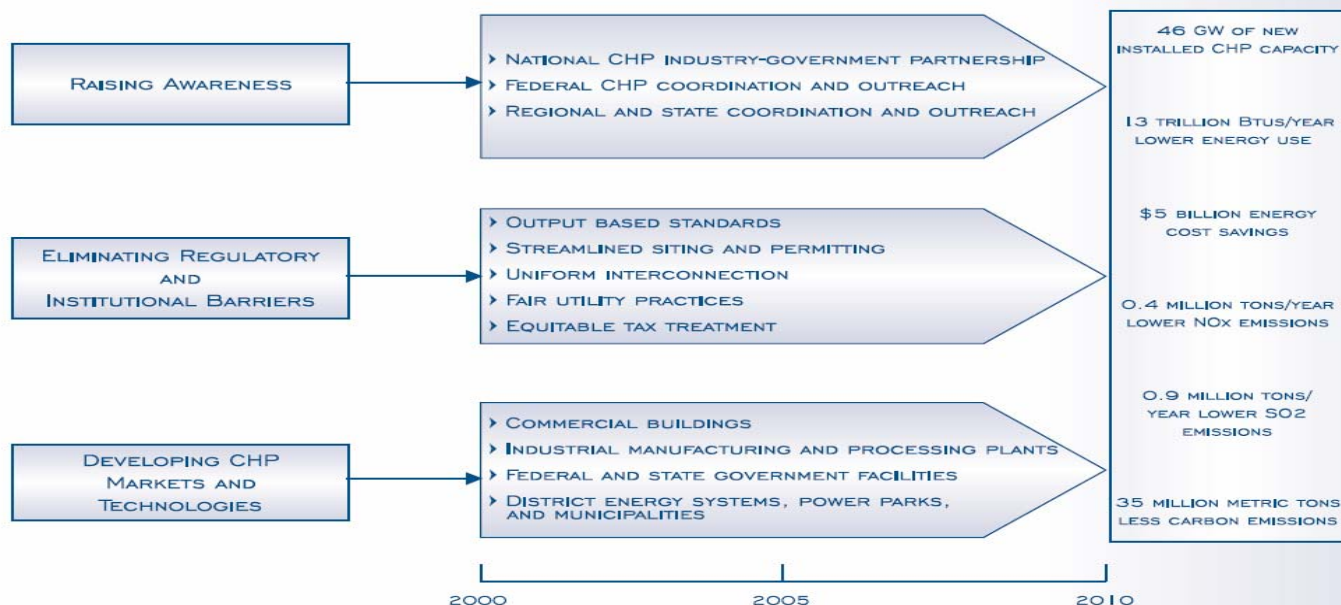 RAISING AWARENESS
› NATIONAL CHP INDUSTRY-GOVERNMENT PARTNERSHIP
› FEDERAL CHP COORDINATION AND OUTREACH
› REGIONAL AND STATE COORDINATION AND OUTREACH
ELIMINATING REGULATORY
AND
INSTITUTIONAL BARRIERS
› OUTPUT BASED STANDARDS
› STREAMLINED SITING AND PERMITTING
› UNIFORM INTERCONNECTION
› FAIR UTILITY PRACTICES
› EQUITABLE TAX TREATMENT
DEVELOPING CHP
MARKETS AND
TECHNOLOGIES
› COMMERCIAL BUILDINGS
› INDUSTRIAL MANUFACTURING AND PROCESSING PLANTS
› FEDERAL AND STATE GOVERNMENT FACILITIES
› DISTRICT ENERGY SYSTEMS, POWER PARKS,
AND MUNICIPALITIES
46 GW OF NEW
INSTALLED CHP CAPACITY
13 TRILLION BTUS/YEAR
LOWER ENERGY USE
$5 BILLION ENERGY
COST SAVINGS
0.4 MILLION TONS/YEAR
LOWER NOX EMISSIONS
0.9 MILLION TONS/
YEAR LOWER SO2
EMISSIONS
35 MILLION METRIC TONS
LESS CARBON EMISSIONS
2000
2005
2010